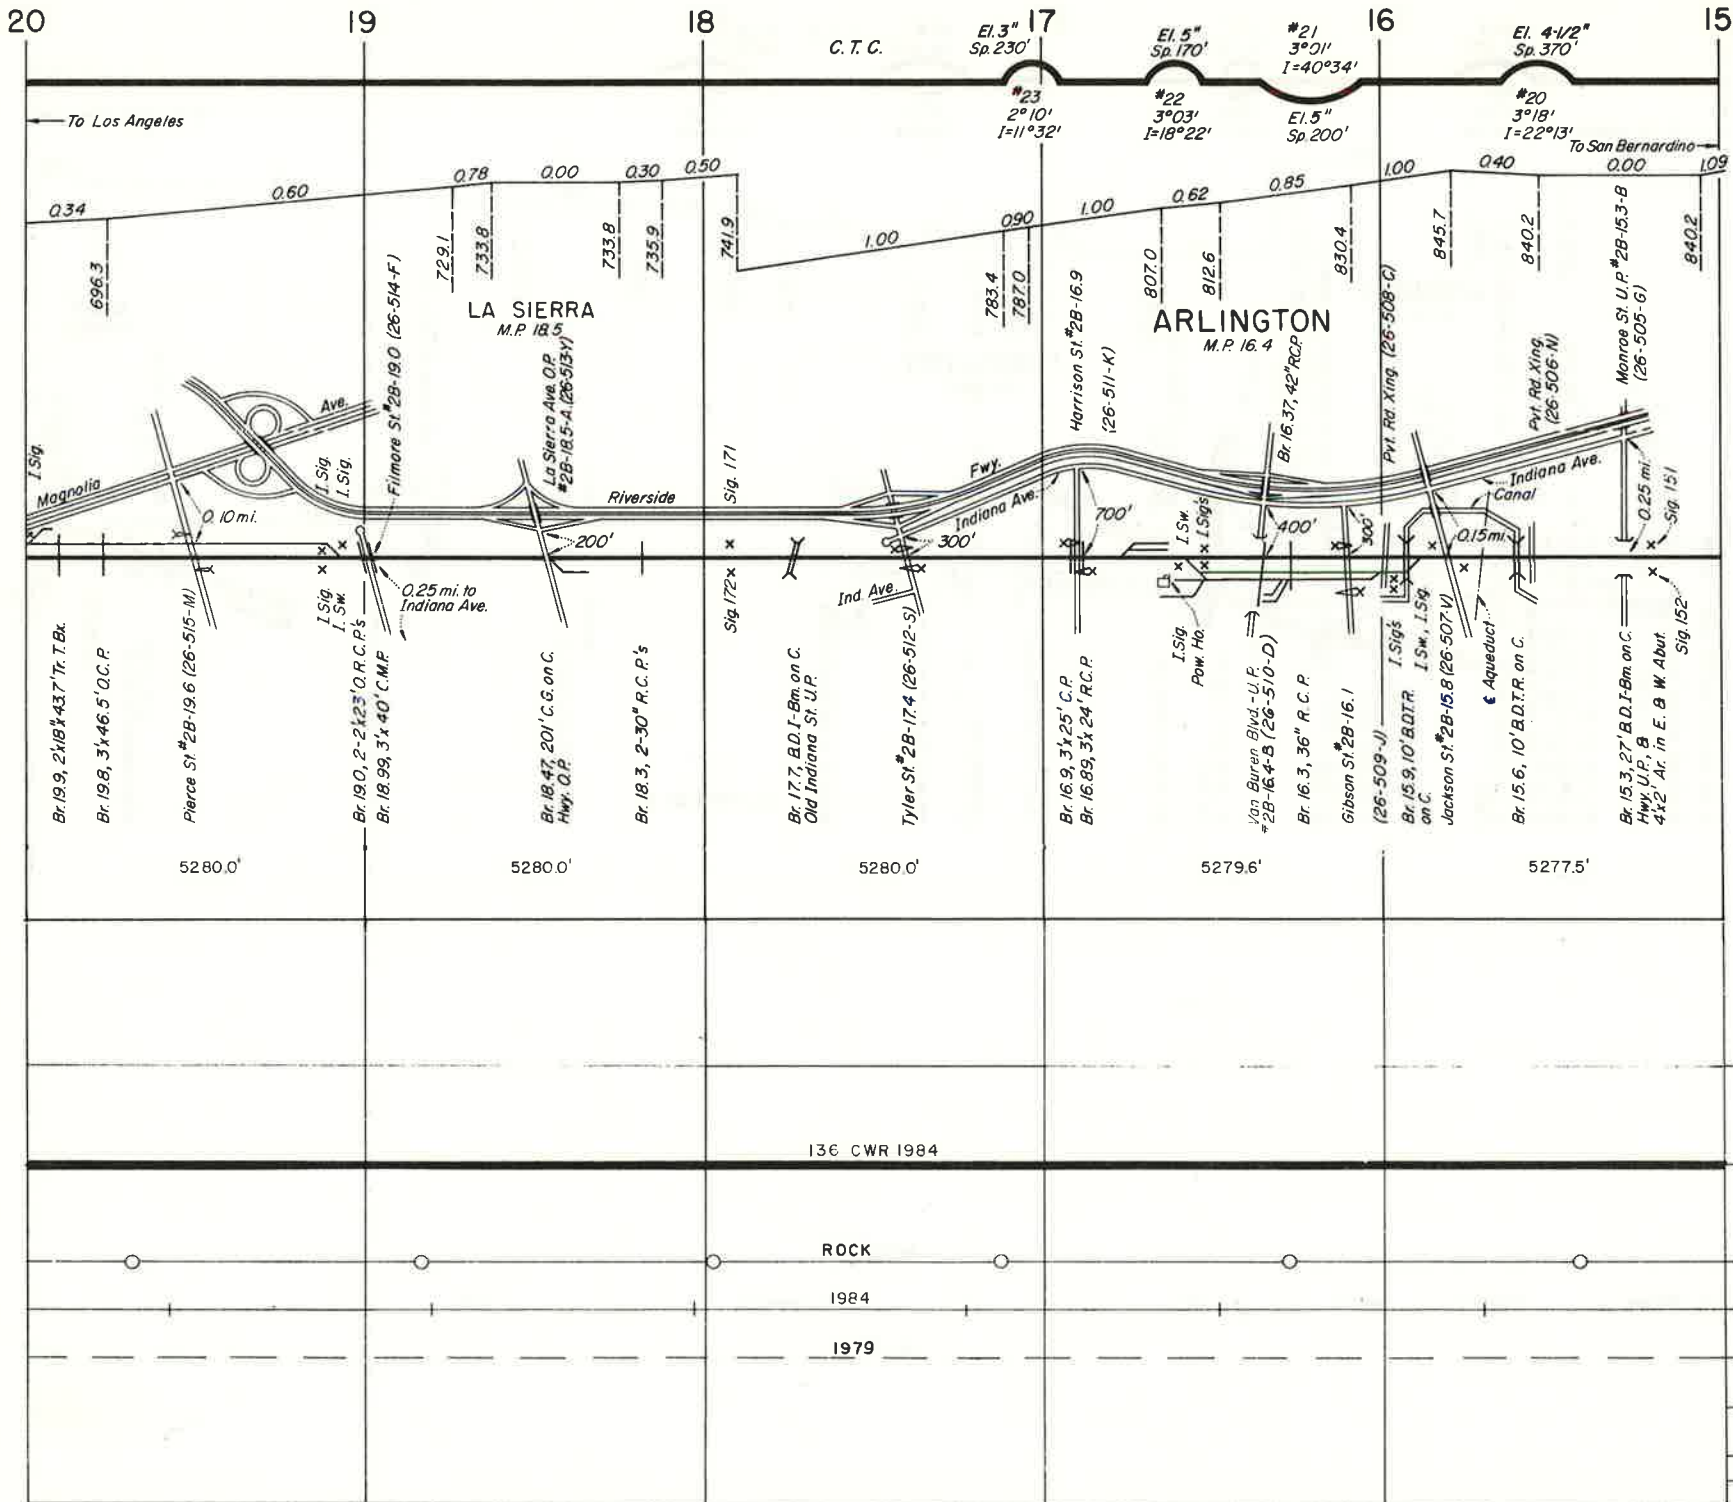 20 19 18 17 16 15
C. T. C.
El. 3"
Sp. 230'
El. 5"
Sp. 170'
#21
3°01'
I=40°34'
El. 4-1/2"
Sp. 370'
#23
2°10'
I=11°32'
#22
3°03'
I=18°22'
El. 5"
Sp. 200'
#20
3°18'
I=22°13'
To Los Angeles
To San Bernardino
0.34 0.60 0.78 0.00 0.30 0.50 1.00 0.90 1.00 0.62 0.85 1.00 0.40 0.00 1.09
696.3
729.1
733.8
733.8
735.9
741.9
783.4
787.0
807.0
812.6
830.4
845.7
840.2
840.2
LA SIERRA
M.P. 18.5
ARLINGTON
M.P. 16.4
I. Sig.
Magnolia
Ave.
0.10 mi.
I. Sig.
I. Sig.
Filmore St. #2B-19.0 (26-514-F)
La Sierra Ave. O.P.
#2B-18.5-A (26-513-Y)
Riverside
200'
Sig. 171
Fwy.
Indiana Ave.
300'
Harrison St. #2B-16.9
(26-511-K)
700'
I. Sw.
I Sig's
Br. 16.37, 42" RCP
400'
300'
Pvt. Rd. Xing. (26-508-C)
0.15 mi.
Indiana Ave.
Canal
Pvt. Rd. Xing.
(26-506-N)
Monroe St. U.P. #2B-15.3-B
(26-505-G)
0.25 mi.
Sig. 151
0.25 mi. to
Indiana Ave.
Ind. Ave.
Br. 19.9, 2'x18"x43.7' Tr. T. Bx.
Br. 19.8, 3'x46.5' O.C.P.
Pierce St. #2B-19.6 (26-515-M)
I. Sig.
I. Sw.
Br. 19.0, 2-2'x23' O.R.C.P.'s
Br. 18.99, 3'x 40' C.M.P.
Br. 18.47, 201' C.G. on C.
Hwy. O.P.
Br. 18.3, 2-30" R.C.P.'s
Sig. 172
Br. 17.7, B.D.I-Bm. on C.
Old Indiana St. U.P.
Tyler St. #2B-17.4 (26-512-S)
Br. 16.9, 3'x25' C.P.
Br. 16.89, 3'x 24' R.C.P.
I. Sig.
Pow. Ho.
Van Buren Blvd.-U.P.
#2B-16.4-B (26-510-D)
Br. 16.3, 36" R.C.P.
Gibson St. #2B-16.1
(26-509-J)
I. Sig's
Br. 15.9, 10' B.D.T.R.
on C.
I Sw., I. Sig.
Jackson St. #2B-15.8 (26-507-V)
℄ Aqueduct
Br. 15.6, 10' B.D.T.R. on C.
Br. 15.3, 27' B.D.I-Bm. on C.
Hwy. U.P., &
4'x2' Ar. in E. & W. Abut.
Sig. 152
5280.0' 5280.0' 5280.0' 5279.6' 5277.5'
136 CWR 1984
ROCK
1984
1979